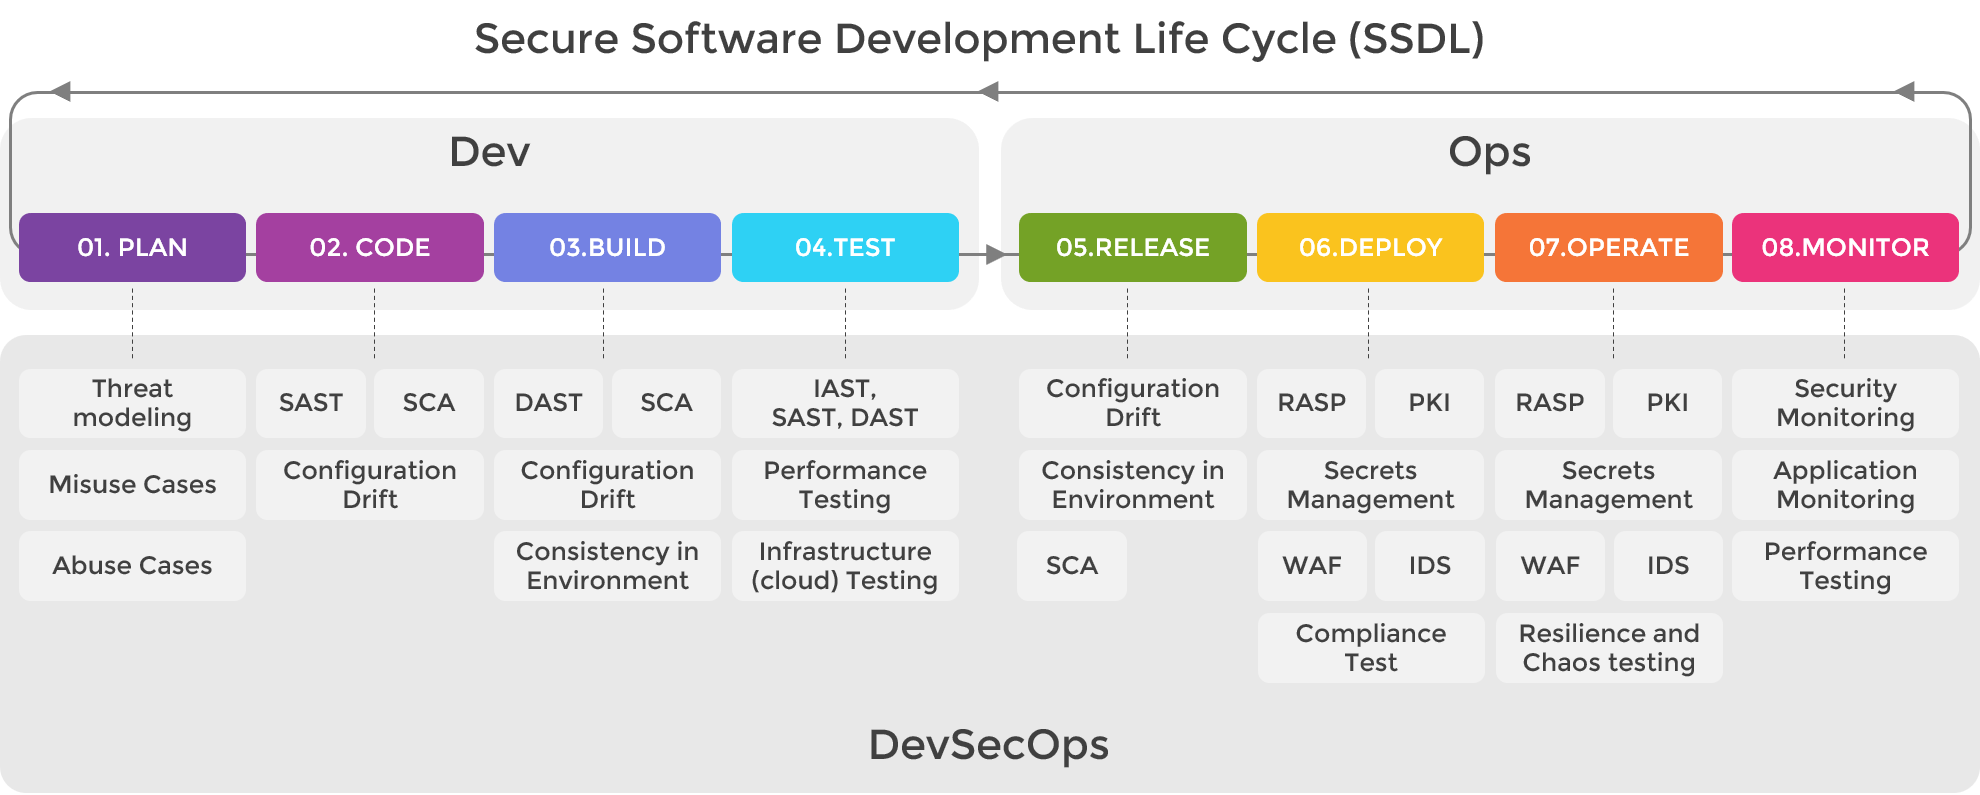 Secure Software Development Life Cycle (SSDL)
Dev
Ops
01. PLAN
02. CODE
03.BUILD
04.TEST
05.RELEASE
06.DEPLOY
07.OPERATE
08.MONITOR
Threat
modeling
Misuse Cases
Abuse Cases
SAST
SCA
Configuration
Drift
DAST
SCA
Configuration
Drift
Consistency in
Environment
IAST,
SAST, DAST
Performance
Testing
Infrastructure
(cloud) Testing
Configuration
Drift
Consistency in
Environment
SCA
RASP
PKI
Secrets
Management
WAF
IDS
Compliance
Test
RASP
PKI
Secrets
Management
WAF
IDS
Resilience and
Chaos testing
Security
Monitoring
Application
Monitoring
Performance
Testing
DevSecOps